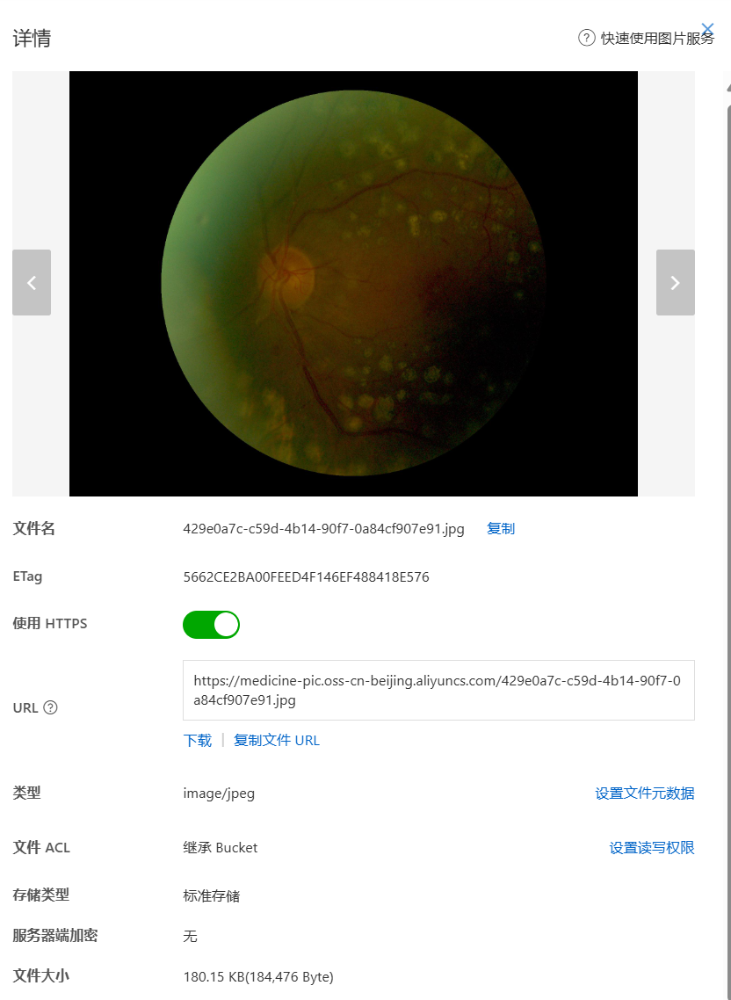 详情
快速使用图片服务
文件名
429e0a7c-c59d-4b14-90f7-0a84cf907e91.jpg
复制
ETag
5662CE2BA00FEED4F146EF488418E576
使用 HTTPS
URL
https://medicine-pic.oss-cn-beijing.aliyuncs.com/429e0a7c-c59d-4b14-90f7-0
a84cf907e91.jpg
下载 | 复制文件 URL
类型
image/jpeg
设置文件元数据
文件 ACL
继承 Bucket
设置读写权限
存储类型
标准存储
服务器端加密
无
文件大小
180.15 KB(184,476 Byte)